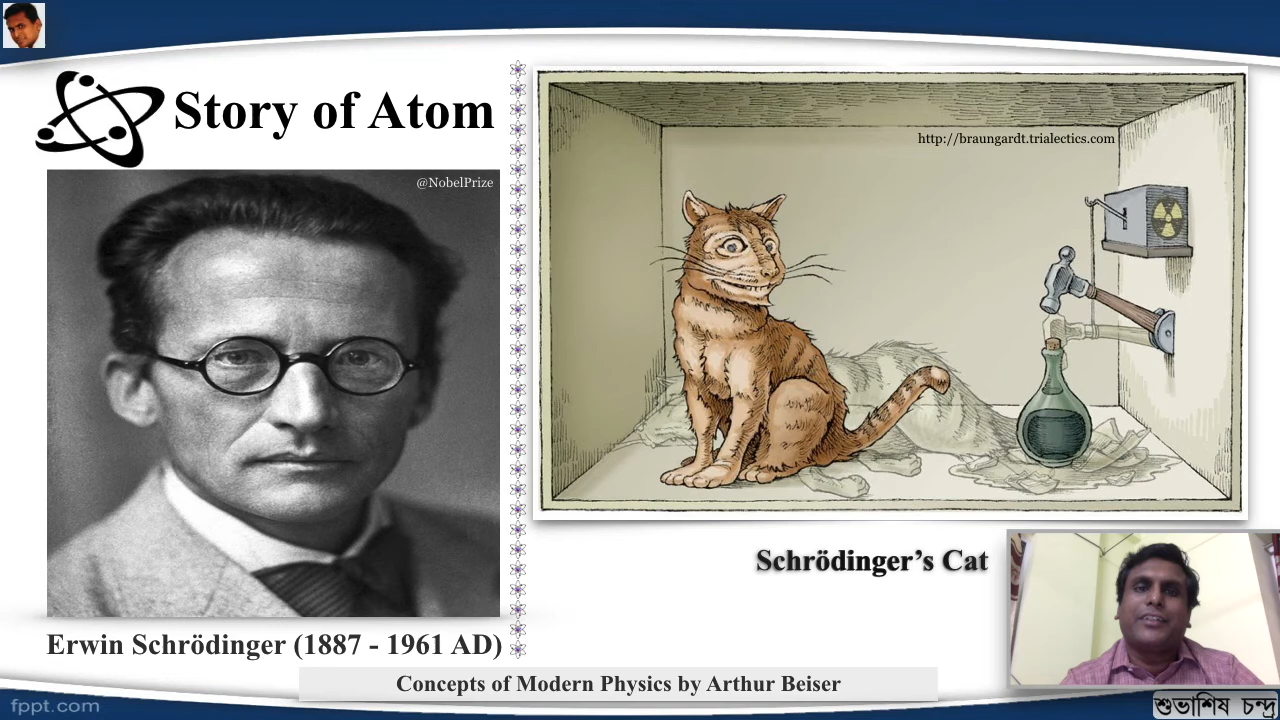 Story of Atom
@NobelPrize
Erwin Schrödinger (1887 - 1961 AD)
http://braungardt.trialectics.com
Schrödinger’s Cat
Concepts of Modern Physics by Arthur Beiser
fppt.com
শুভাশিষ চন্দ্র